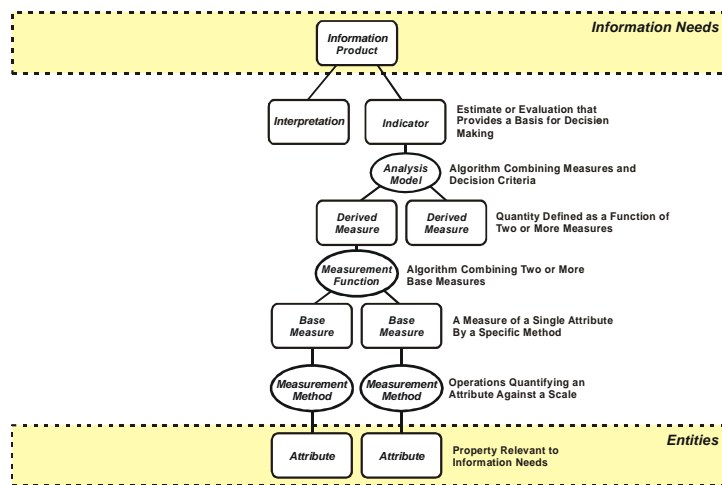 Information Needs
Information
Product
Interpretation
Indicator
Estimate or Evaluation that
Provides a Basis for Decision
Making
Analysis
Model
Algorithm Combining Measures and
Decision Criteria
Derived
Measure
Derived
Measure
Quantity Defined as a Function of
Two or More Measures
Measurement
Function
Algorithm Combining Two or More
Base Measures
Base
Measure
Base
Measure
A Measure of a Single Attribute
By a Specific Method
Measurement
Method
Measurement
Method
Operations Quantifying an
Attribute Against a Scale
Entities
Attribute
Attribute
Property Relevant to
Information Needs